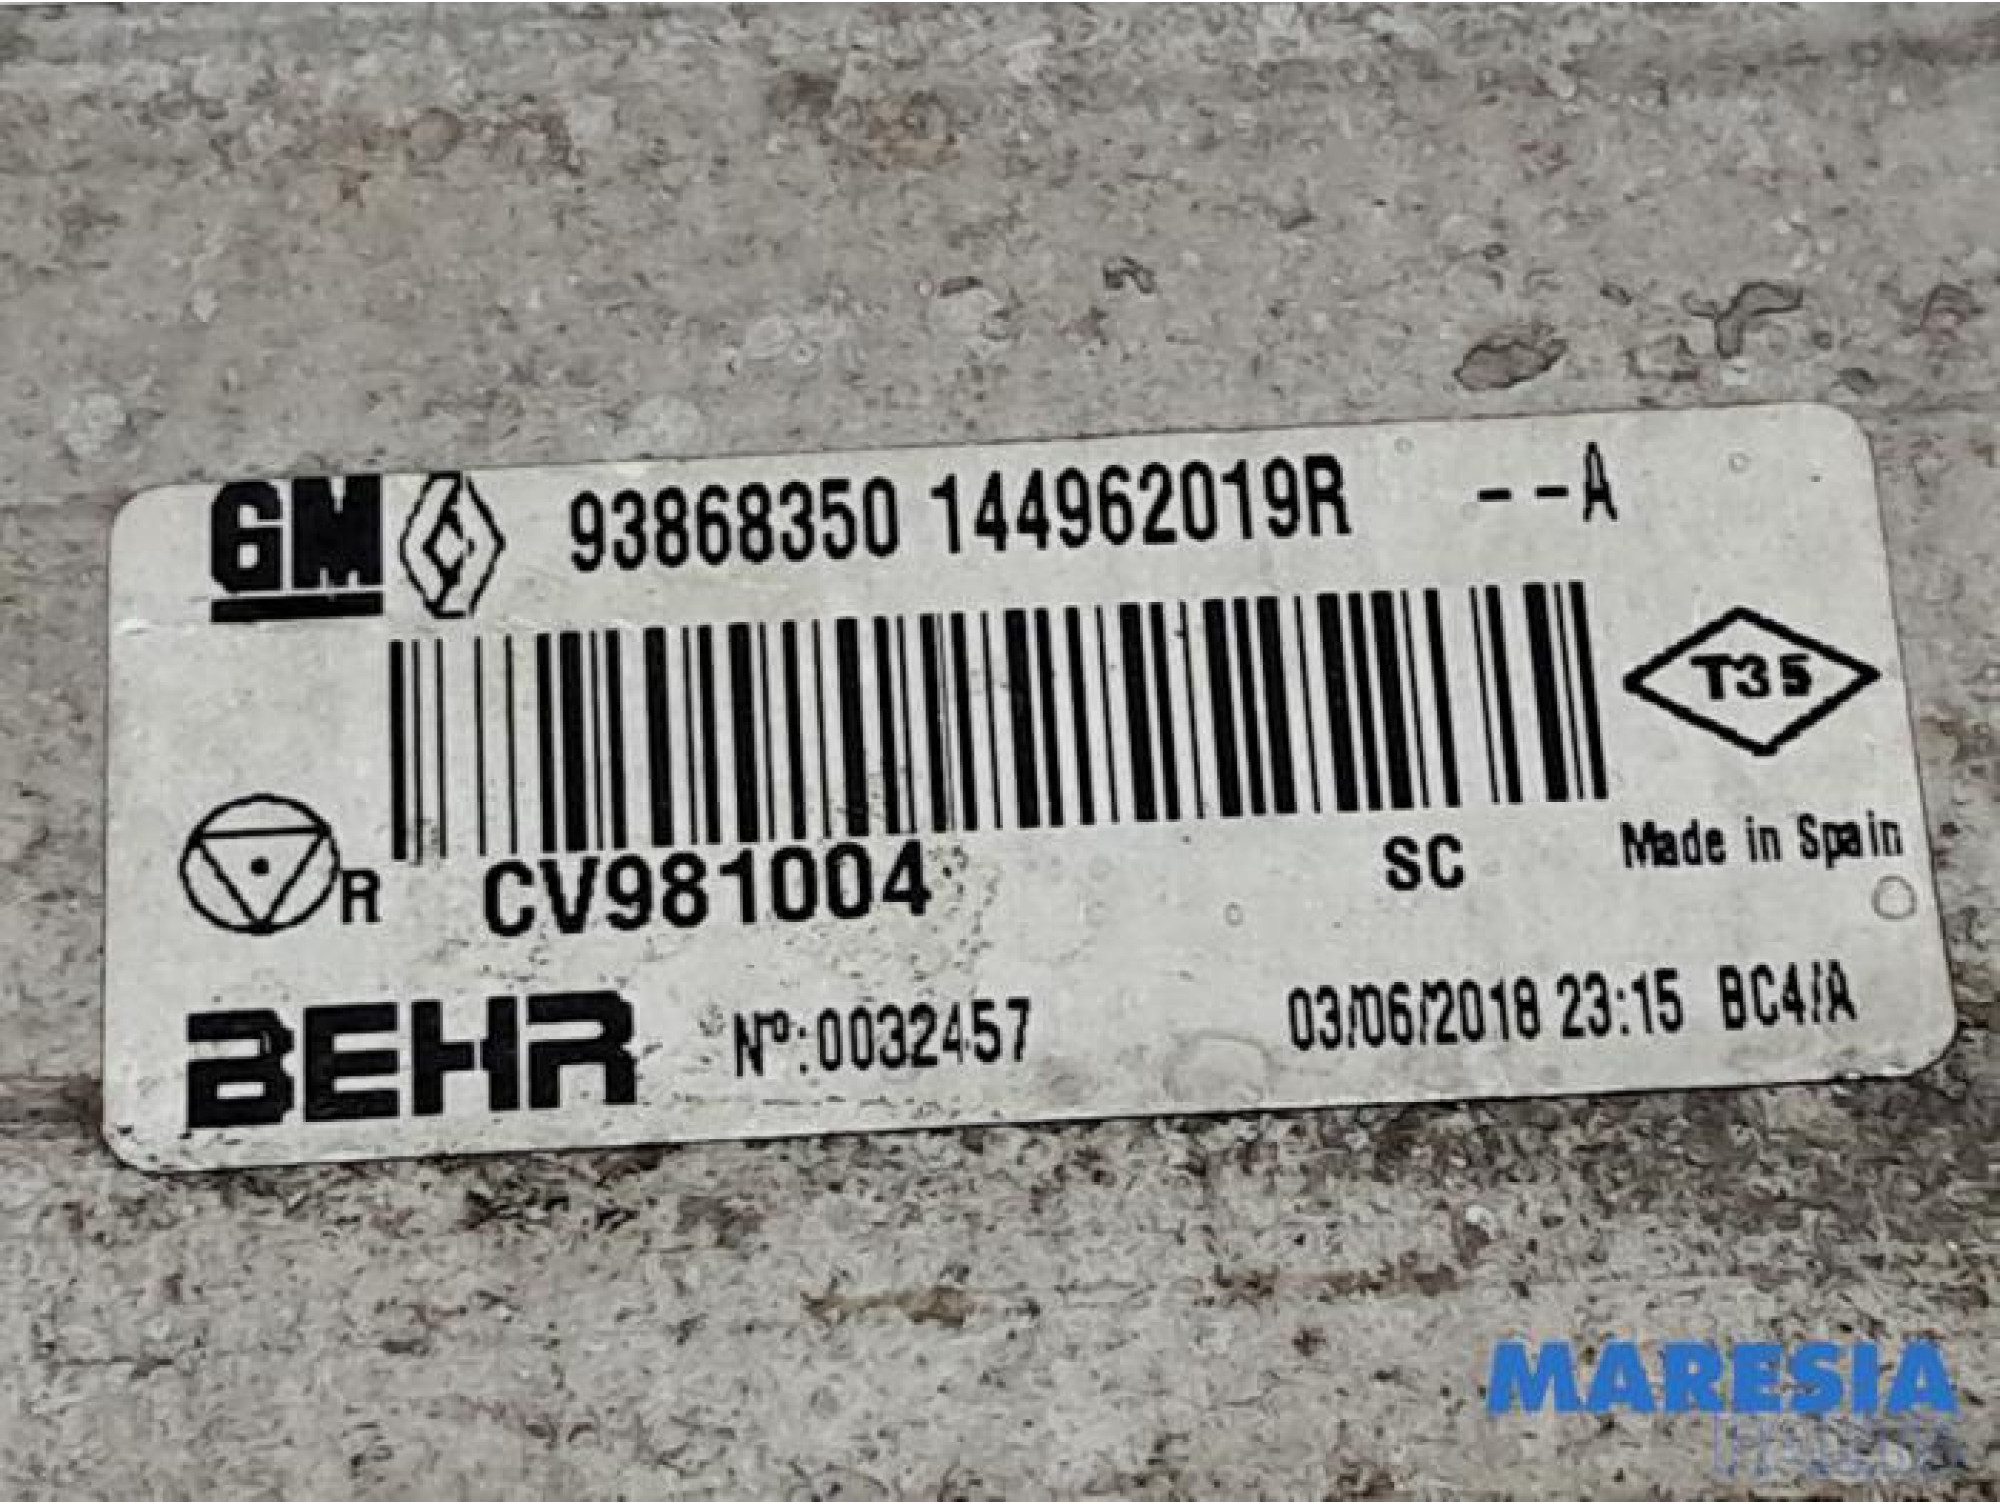 GM 93868350 144962019R --A
T35
R CV981004 SC Made in Spain
BEHR Nº:0032457 03/06/2018 23:15 BC4/A
MARESIA
PARTS